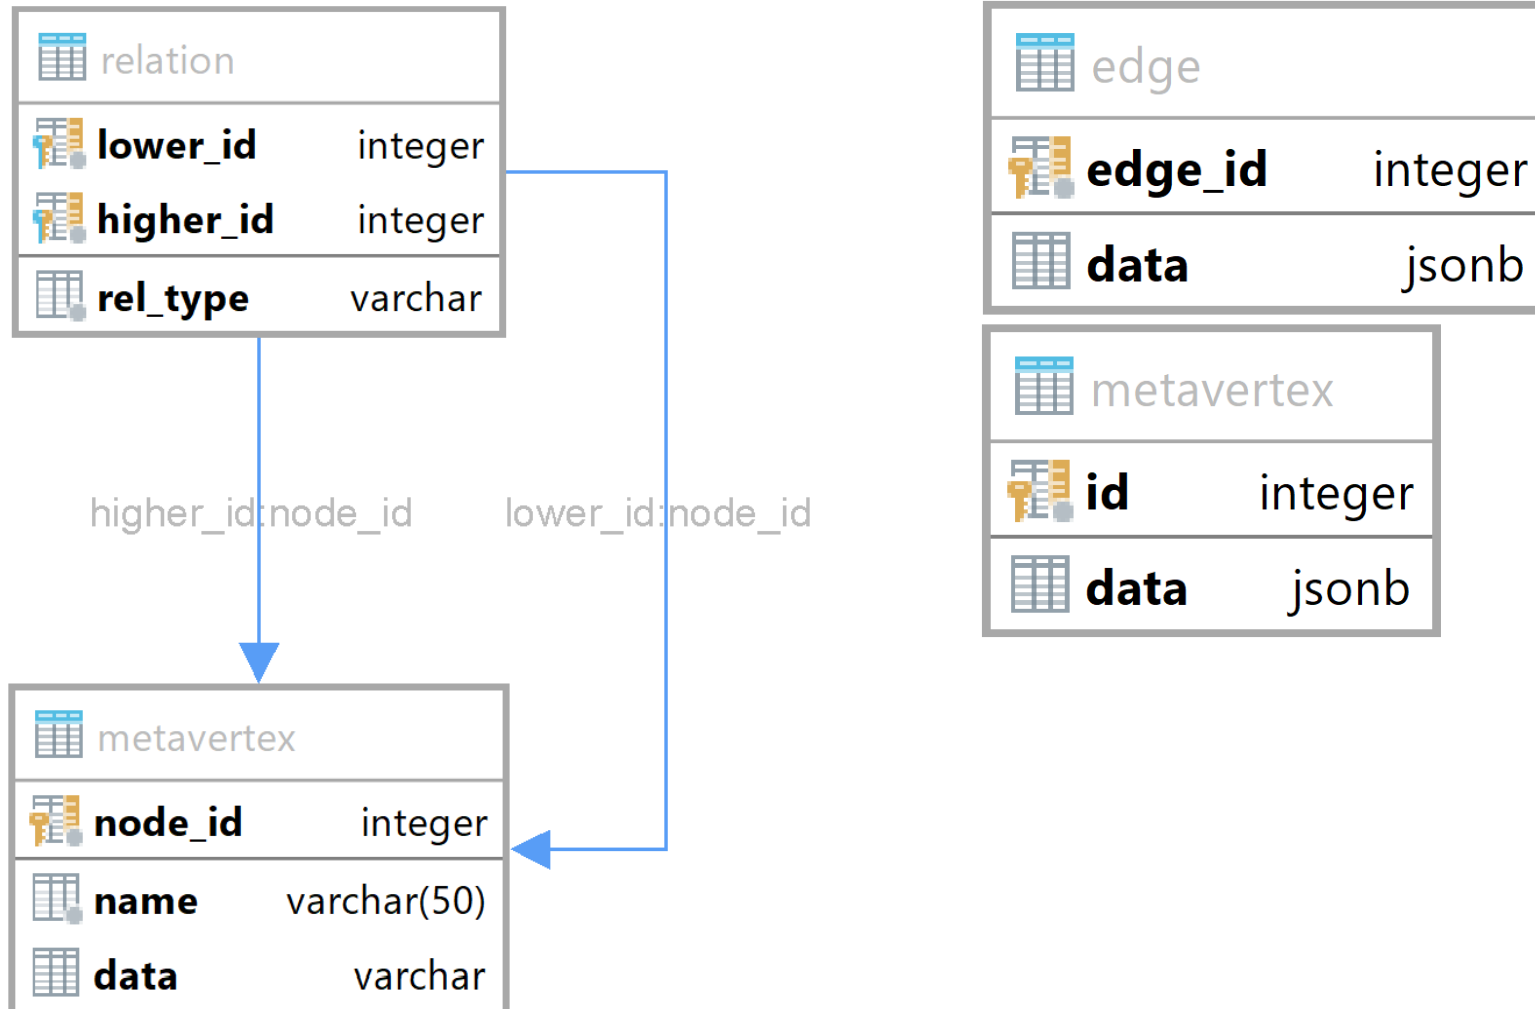 relation
lower_id integer
higher_id integer
rel_type varchar
higher_id:node_id
lower_id:node_id
metavertex
node_id integer
name varchar(50)
data varchar
edge
edge_id integer
data jsonb
metavertex
id integer
data jsonb